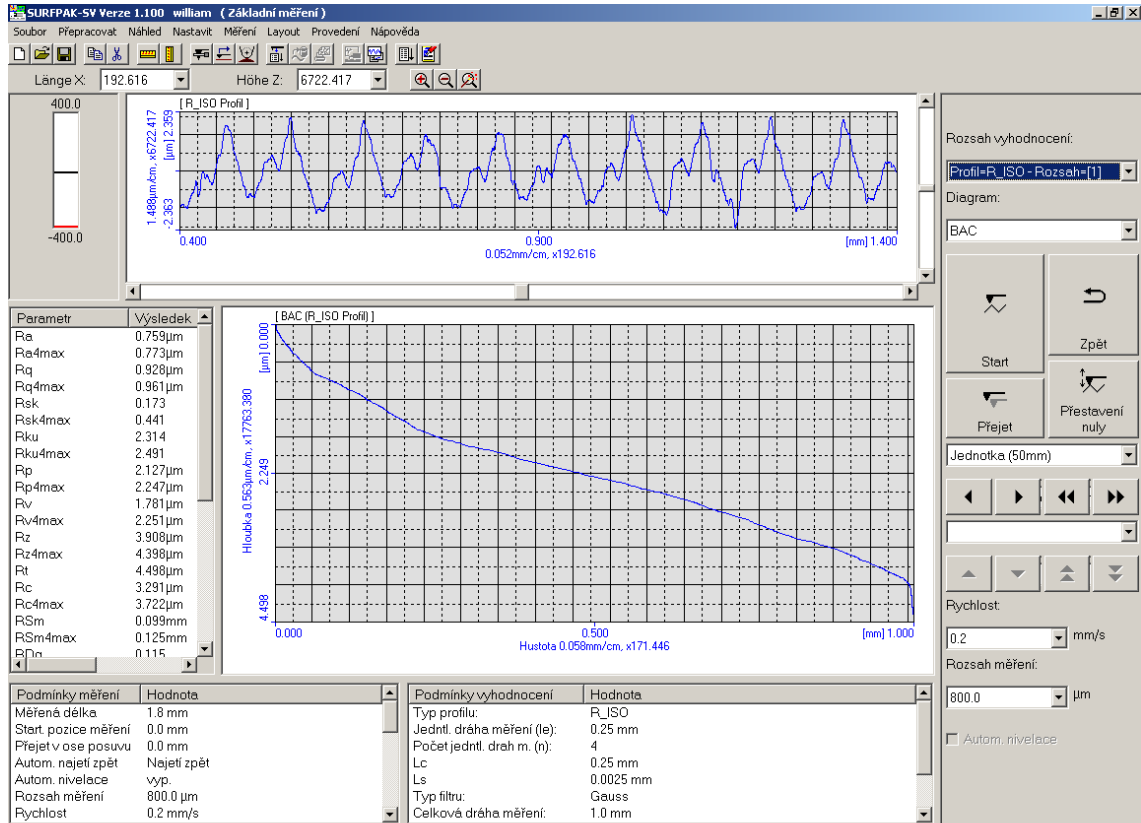 SURFPAK-SV Verze 1.100   william   ( Základní měření )
Soubor Přepracovat Náhled Nastavit Měření Layout Provedení Nápověda
Länge X: 192.616 Höhe Z: 6722.417
400.0
-400.0
[ R_ISO Profil ]
1.488µm/cm, x6722.417
-2.363 [µm] 2.359
0.400 0.900 [mm] 1.400
0.052mm/cm, x192.616
Rozsah vyhodnocení:
Profil=R_ISO - Rozsah=[1]
Diagram:
BAC
Start
Zpět
Přejet
Přestavení
nuly
Jednotka (50mm)
Rychlost:
0.2 mm/s
Rozsah měření:
800.0 µm
Autom. nivelace
Parametr Výsledek
Ra 0.759µm
Ra4max 0.773µm
Rq 0.928µm
Rq4max 0.961µm
Rsk 0.173
Rsk4max 0.441
Rku 2.314
Rku4max 2.491
Rp 2.127µm
Rp4max 2.247µm
Rv 1.781µm
Rv4max 2.251µm
Rz 3.908µm
Rz4max 4.398µm
Rt 4.498µm
Rc 3.291µm
Rc4max 3.722µm
RSm 0.099mm
RSm4max 0.125mm
RDq 0.115
[ BAC (R_ISO Profil) ]
Hloubka 0.563µm/cm, x17763.380
4.498 2.249 [µm] 0.000
0.000 0.500 [mm] 1.000
Hustota 0.058mm/cm, x171.446
Podmínky měření Hodnota
Měřená délka 1.8 mm
Start. pozice měření 0.0 mm
Přejet v ose posuvu 0.0 mm
Autom. najetí zpět Najetí zpět
Autom. nivelace vyp.
Rozsah měření 800.0 µm
Rychlost 0.2 mm/s
Podmínky vyhodnocení Hodnota
Typ profilu: R_ISO
Jedntl. dráha měření (le): 0.25 mm
Počet jedntl. drah m. (n): 4
Lc 0.25 mm
Ls 0.0025 mm
Typ filtru: Gauss
Celková dráha měření: 1.0 mm